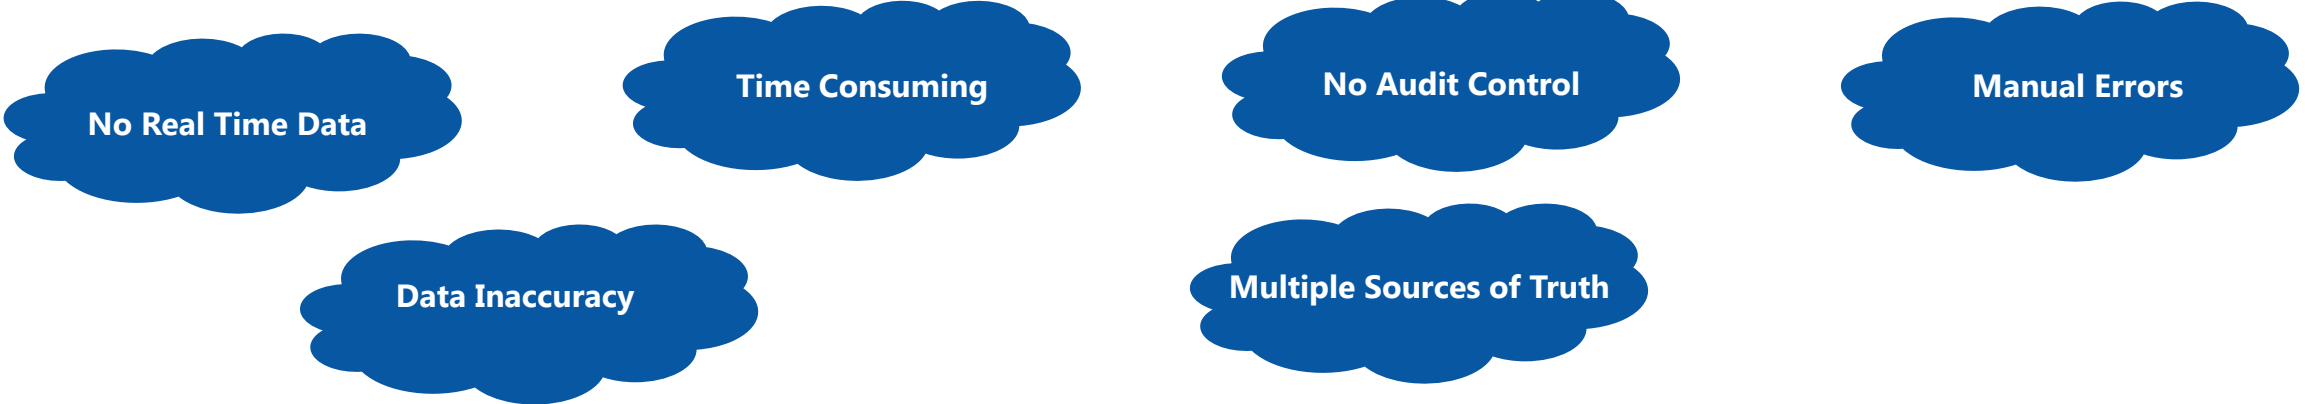 No Real Time Data
Time Consuming
No Audit Control
Manual Errors
Data Inaccuracy
Multiple Sources of Truth